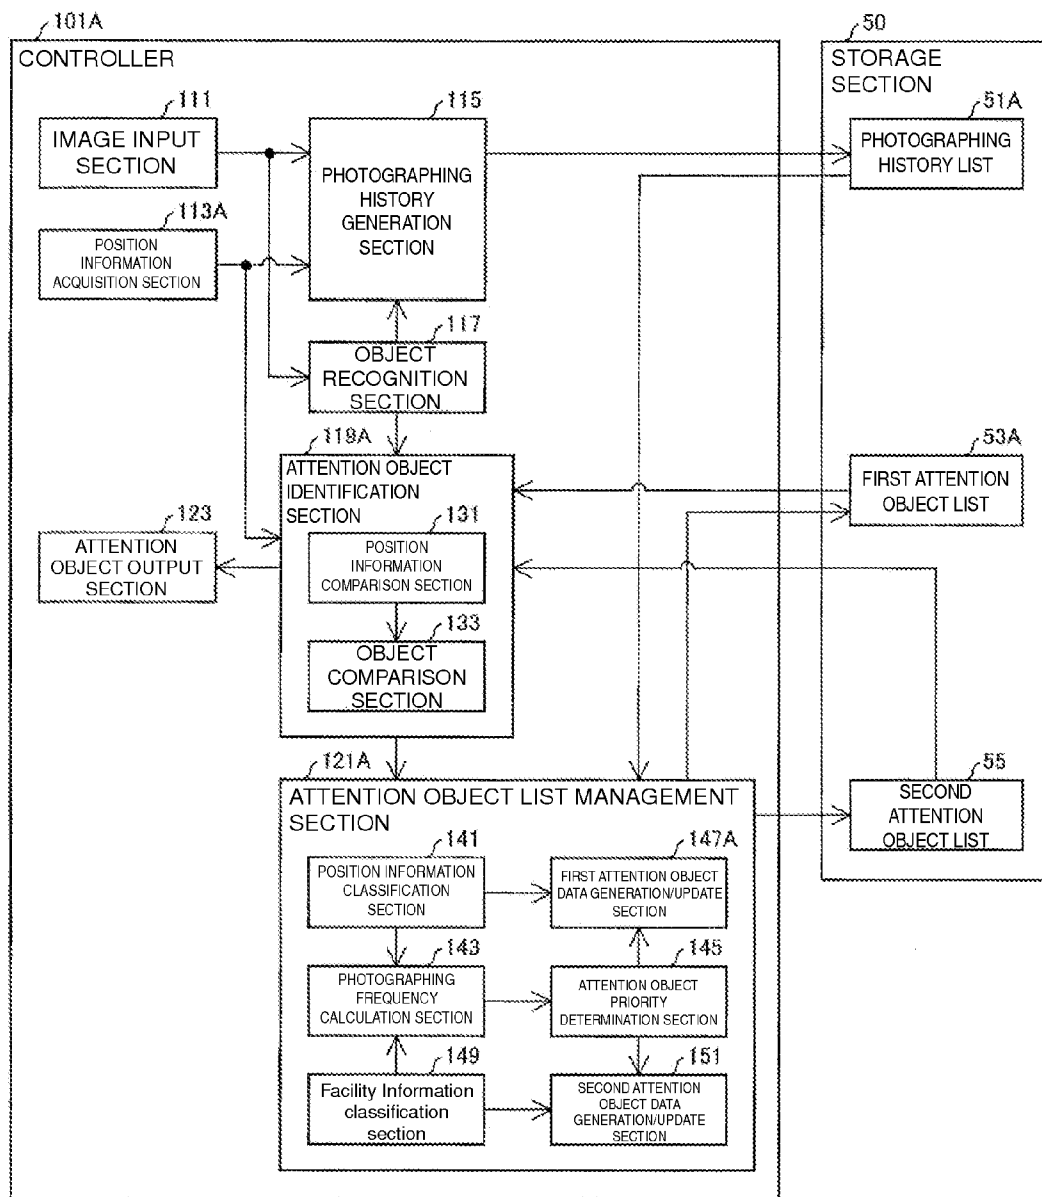 101A
CONTROLLER
50
STORAGE
SECTION
111
IMAGE INPUT
SECTION
115
PHOTOGRAPHING
HISTORY
GENERATION
SECTION
51A
PHOTOGRAPHING
HISTORY LIST
113A
POSITION
INFORMATION
ACQUISITION SECTION
117
OBJECT
RECOGNITION
SECTION
119A
ATTENTION OBJECT
IDENTIFICATION
SECTION
53A
FIRST ATTENTION
OBJECT LIST
123
ATTENTION
OBJECT OUTPUT
SECTION
131
POSITION
INFORMATION
COMPARISON SECTION
133
OBJECT
COMPARISON
SECTION
121A
ATTENTION OBJECT LIST MANAGEMENT
SECTION
55
SECOND
ATTENTION
OBJECT LIST
141
POSITION INFORMATION
CLASSIFICATION
SECTION
147A
FIRST ATTENTION OBJECT
DATA GENERATION/UPDATE
SECTION
143
PHOTOGRAPHING
FREQUENCY
CALCULATION SECTION
145
ATTENTION OBJECT
PRIORITY
DETERMINATION SECTION
149
Facility Information
classification
section
151
SECOND ATTENTION
OBJECT DATA
GENERATION/UPDATE
SECTION